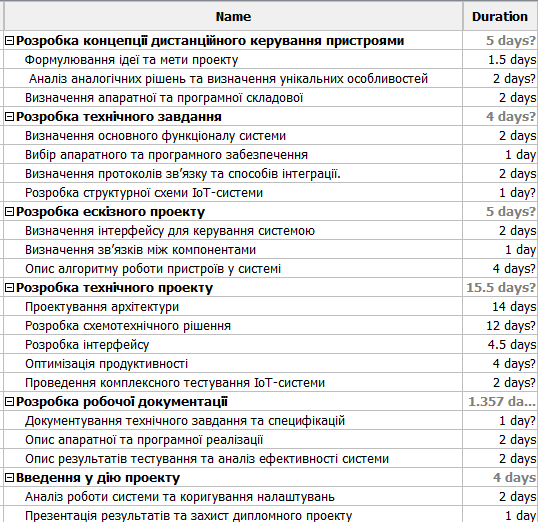 Name Duration
Розробка концепції дистанційного керування пристроями 5 days?
Формулювання ідеї та мети проекту 1.5 days
Аналіз аналогічних рішень та визначення унікальних особливостей 2 days?
Визначення апаратної та програмної складової 2 days
Розробка технічного завдання 4 days?
Визначення основного функціоналу системи 2 days
Вибір апаратного та програмного забезпечення 1 day
Визначення протоколів зв’язку та способів інтеграції. 2 days
Розробка структурної схеми IoT-системи 1 day?
Розробка ескізного проекту 5 days?
Визначення інтерфейсу для керування системою 2 days
Визначення зв’язків між компонентами 1 day
Опис алгоритму роботи пристроїв у системі 4 days?
Розробка технічного проекту 15.5 days?
Проектування архітектури 14 days
Розробка схемотехнічного рішення 12 days?
Розробка інтерфейсу 4.5 days
Оптимізація продуктивності 4 days?
Проведення комплексного тестування IoT-системи 2 days?
Розробка робочої документації 1.357 da...
Документування технічного завдання та специфікацій 1 day?
Опис апаратної та програмної реалізації 2 days
Опис результатів тестування та аналіз ефективності системи 2 days
Введення у дію проекту 4 days
Аналіз роботи системи та коригування налаштувань 2 days
Презентація результатів та захист дипломного проекту 1 day